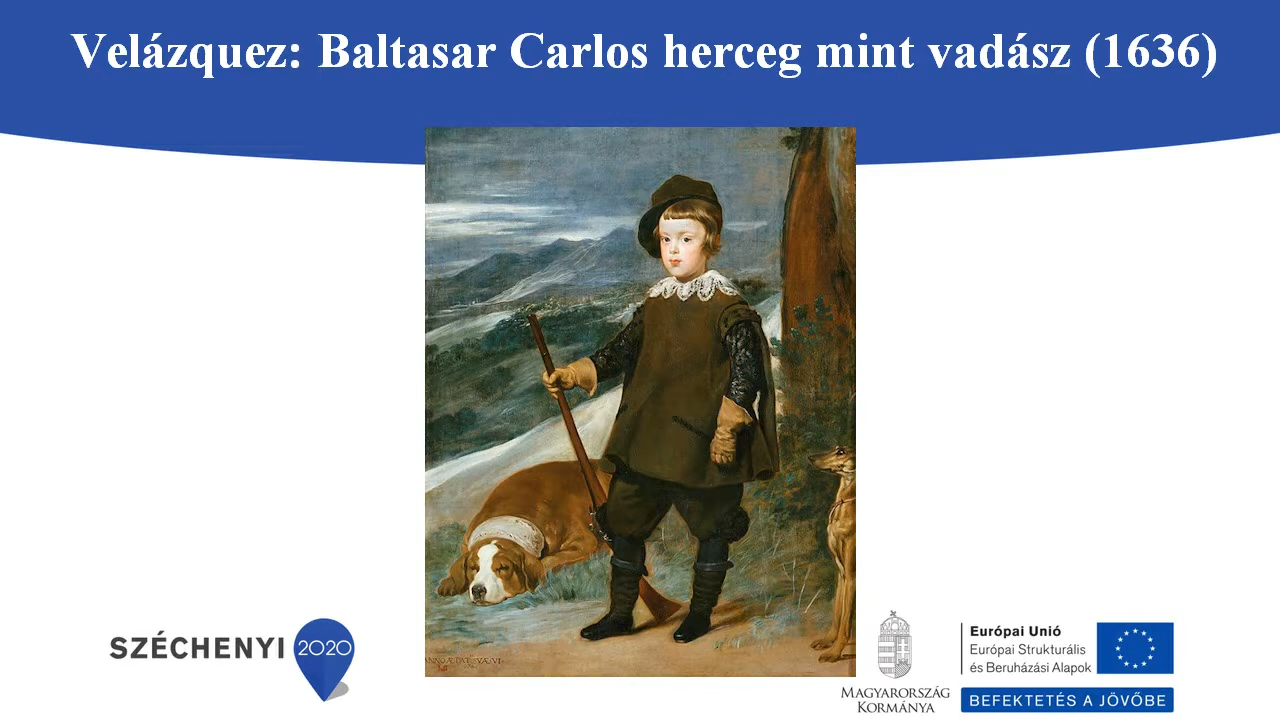 Velázquez: Baltasar Carlos herceg mint vadász (1636)
SZÉCHENYI 2020
MAGYARORSZÁG
KORMÁNYA
Európai Unió
Európai Strukturális
és Beruházási Alapok
BEFEKTETÉS A JÖVŐBE